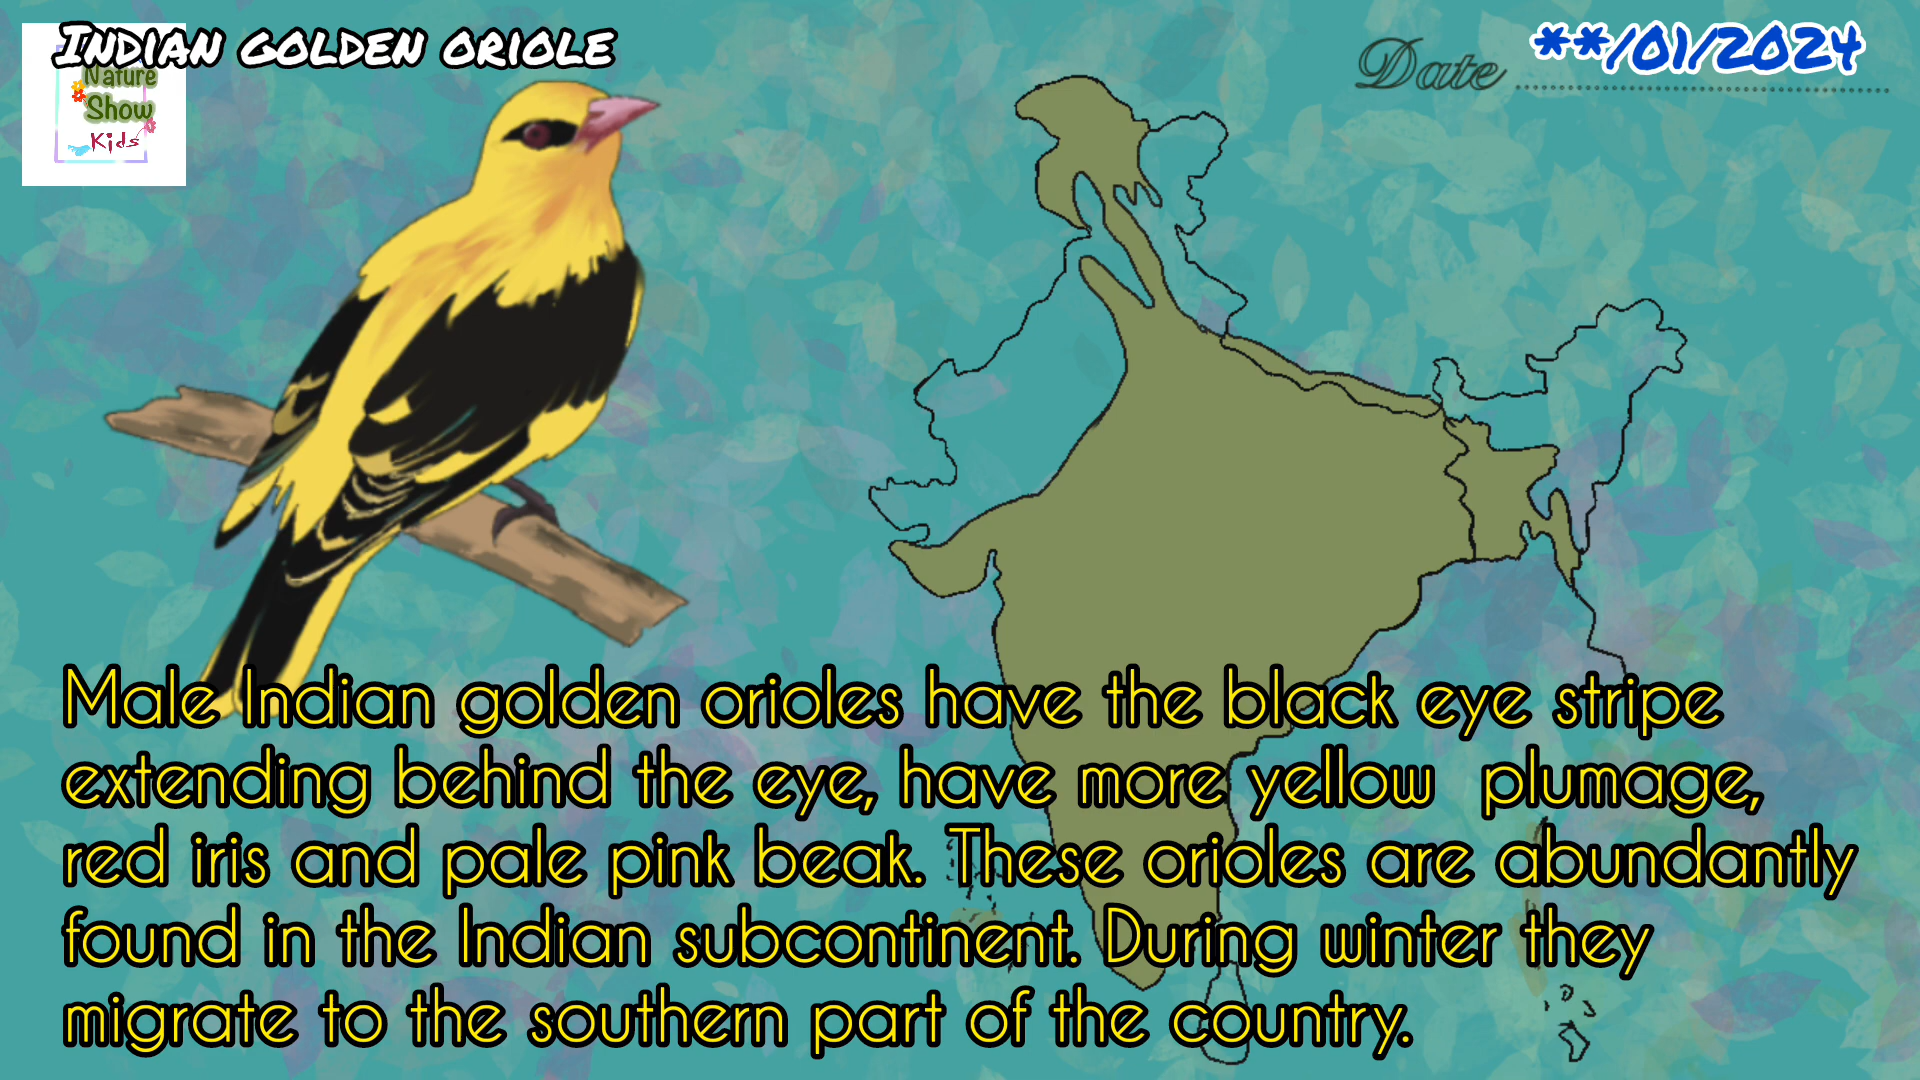 Indian golden oriole
Nature
Show
Kids
Date
**/01/2024
Male Indian golden orioles have the black eye stripe
extending behind the eye, have more yellow plumage,
red iris and pale pink beak. These orioles are abundantly
found in the Indian subcontinent. During winter they
migrate to the southern part of the country.